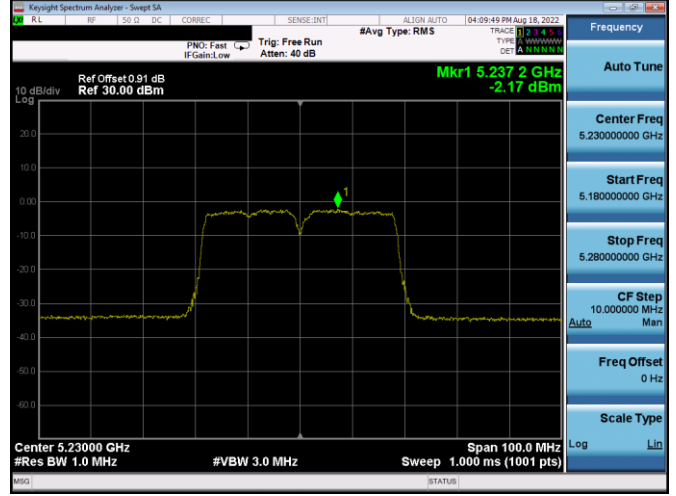 Keysight Spectrum Analyzer - Swept SA
LXI RL RF 50 Ω DC CORREC SENSE:INT ALIGN AUTO 04:09:49 PM Aug 18, 2022
#Avg Type: RMS TRACE 1 2 3 4 5 6
PNO: Fast Trig: Free Run TYPE A WWWWW
IFGain:Low Atten: 40 dB DET A N N N N N
Mkr1 5.237 2 GHz
-2.17 dBm
Ref Offset 0.91 dB
10 dB/div Ref 30.00 dBm
Log
20.0
10.0
0.00
-10.0
-20.0
-30.0
-40.0
-50.0
-60.0
1
Center 5.23000 GHz Span 100.0 MHz
#Res BW 1.0 MHz #VBW 3.0 MHz Sweep 1.000 ms (1001 pts)
MSG STATUS
Frequency
Auto Tune
Center Freq
5.230000000 GHz
Start Freq
5.180000000 GHz
Stop Freq
5.280000000 GHz
CF Step
10.000000 MHz
Auto Man
Freq Offset
0 Hz
Scale Type
Log Lin